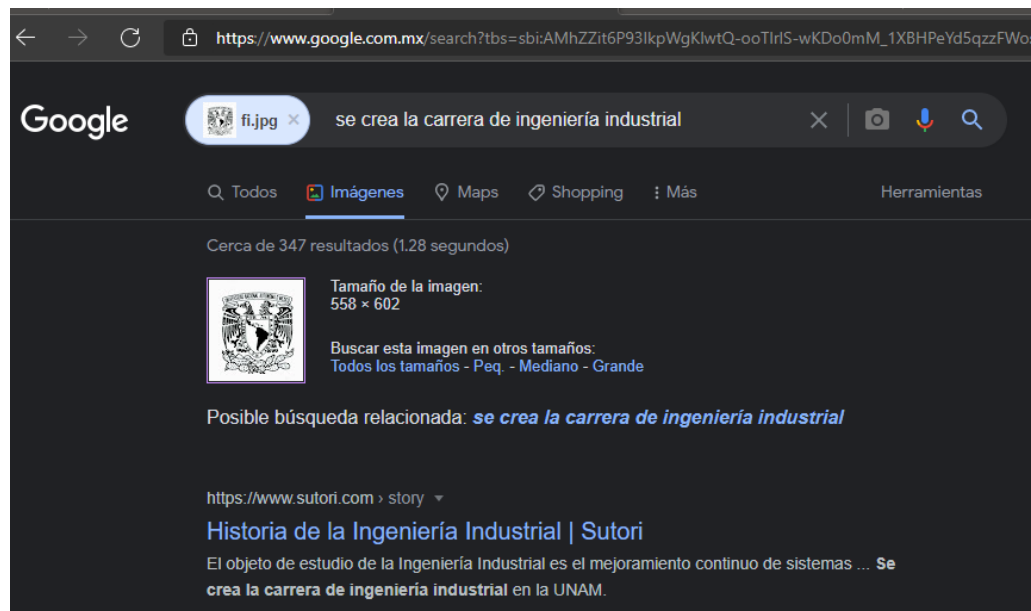 https://www.google.com.mx/search?tbs=sbi:AMhZZit6P93IkpWgKlwtQ-ooTIrIS-wKDo0mM_1XBHPeYd5qzzFWo
Google
fi.jpg × se crea la carrera de ingeniería industrial
Todos Imágenes Maps Shopping Más Herramientas
Cerca de 347 resultados (1.28 segundos)
Tamaño de la imagen:
558 × 602
Buscar esta imagen en otros tamaños:
Todos los tamaños - Peq. - Mediano - Grande
Posible búsqueda relacionada: se crea la carrera de ingeniería industrial
https://www.sutori.com › story
Historia de la Ingeniería Industrial | Sutori
El objeto de estudio de la Ingeniería Industrial es el mejoramiento continuo de sistemas ... Se
crea la carrera de ingeniería industrial en la UNAM.